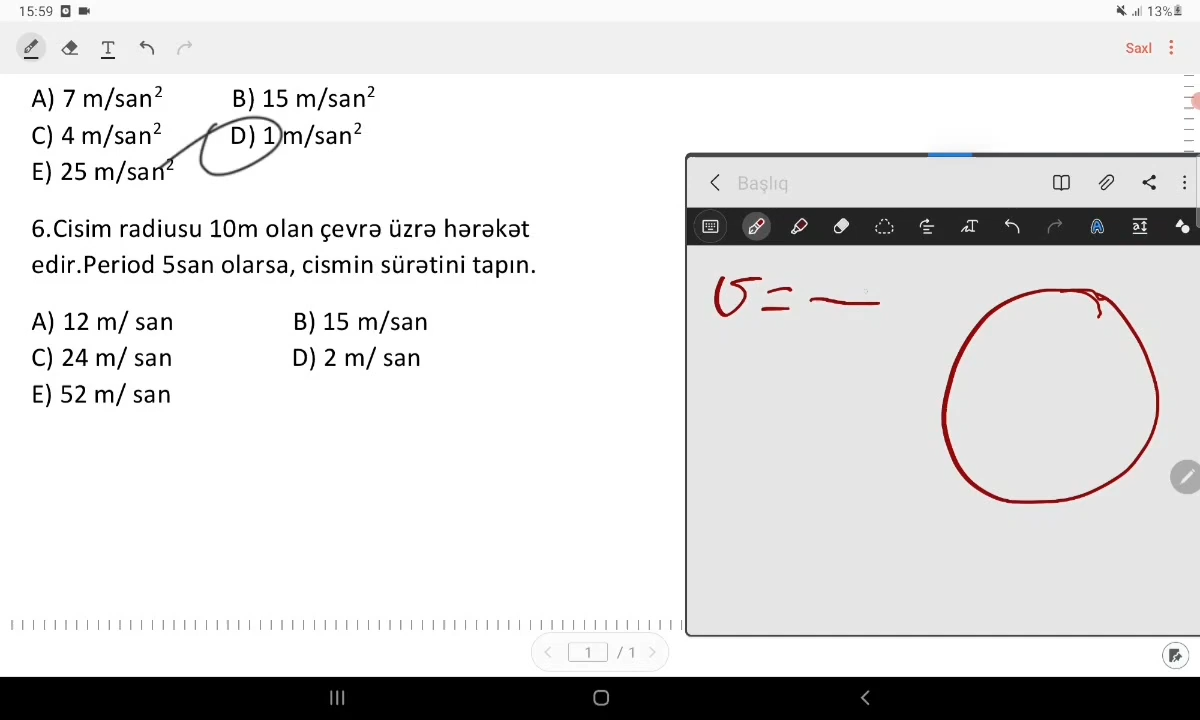 15:59
13%
T
Saxl
A) 7 m/san² B) 15 m/san²
C) 4 m/san² D) 1 m/san²
E) 25 m/san²
6.Cisim radiusu 10m olan çevrə üzrə hərəkət
edir.Period 5san olarsa, cismin sürətini tapın.
A) 12 m/ san B) 15 m/san
C) 24 m/ san D) 2 m/ san
E) 52 m/ san
Başlıq
1 / 1